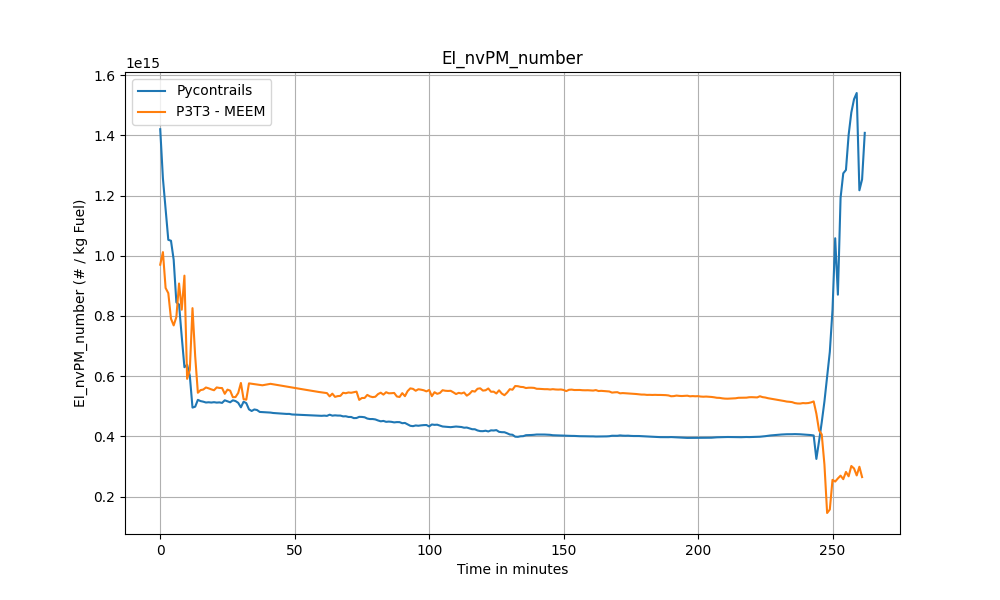 EI_nvPM_number
1e15
Pycontrails
P3T3 - MEEM
1.6
1.4
1.2
1.0
0.8
0.6
0.4
0.2
EI_nvPM_number (# / kg Fuel)
0
50
100
150
200
250
Time in minutes